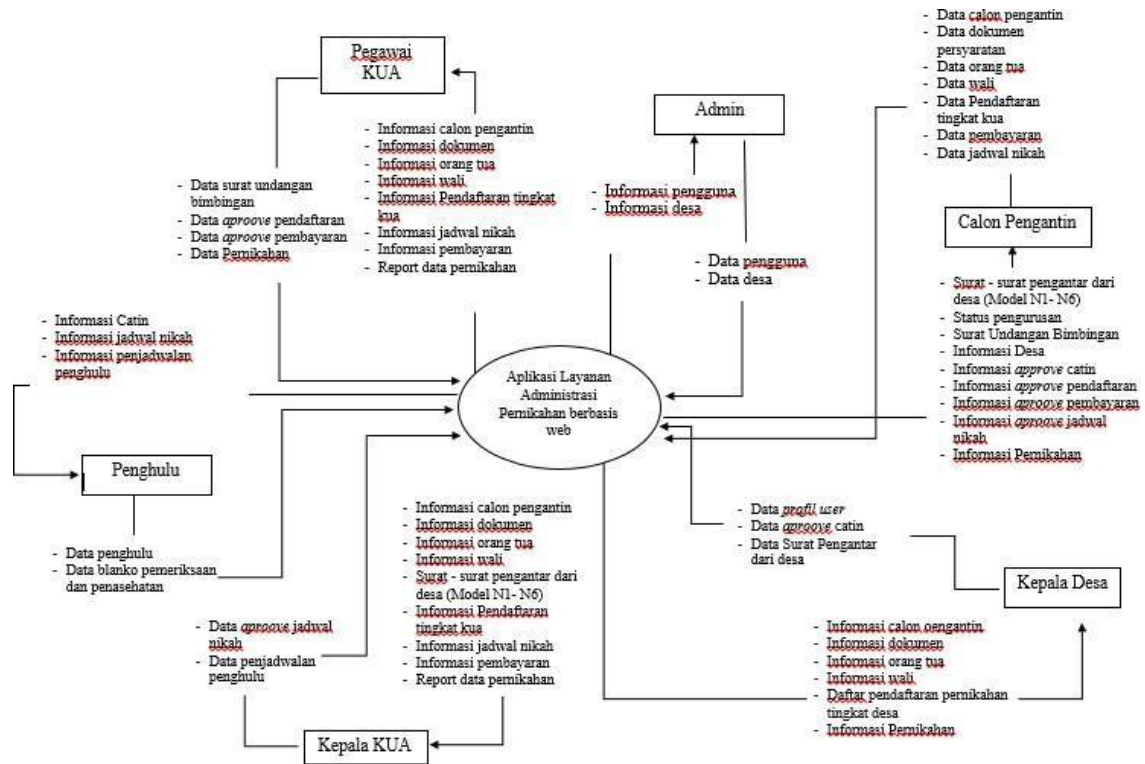 Pegawai
KUA
- Informasi calon pengantin
- Informasi dokumen
- Informasi orang tua
- Informasi wali
- Informasi Pendaftaran tingkat
kua
- Informasi jadwal nikah
- Informasi pembayaran
- Report data pernikahan
- Data surat undangan
bimbingan
- Data aproove pendaftaran
- Data aproove pembayaran
- Data Pernikahan
Admin
- Informasi pengguna
- Informasi desa
- Data pengguna
- Data desa
- Data calon pengantin
- Data dokumen
persyaratan
- Data orang tua
- Data wali
- Data Pendaftaran
tingkat kua
- Data pembayaran
- Data jadwal nikah
Calon Pengantin
- Surat - surat pengantar dari
desa (Model N1- N6)
- Status pengurusan
- Surat Undangan Bimbingan
- Informasi Desa
- Informasi approve catin
- Informasi approve pendaftaran
- Informasi aproove pembayaran
- Informasi aproove jadwal
nikah
- Informasi Pernikahan
- Informasi Catin
- Informasi jadwal nikah
- Informasi penjadwalan
penghulu
Aplikasi Layanan
Administrasi
Pernikahan berbasis
web
Penghulu
- Data penghulu
- Data blanko pemeriksaan
dan penasehatan
- Data aproove jadwal
nikah
- Data penjadwalan
penghulu
- Informasi calon pengantin
- Informasi dokumen
- Informasi orang tua
- Informasi wali
- Surat - surat pengantar dari
desa (Model N1- N6)
- Informasi Pendaftaran
tingkat kua
- Informasi jadwal nikah
- Informasi pembayaran
- Report data pernikahan
Kepala KUA
- Data profil user
- Data aproove catin
- Data Surat Pengantar
dari desa
Kepala Desa
- Informasi calon oengantin
- Informasi dokumen
- Informasi orang tua
- Informasi wali
- Daftar pendaftaran pernikahan
tingkat desa
- Informasi Pernikahan